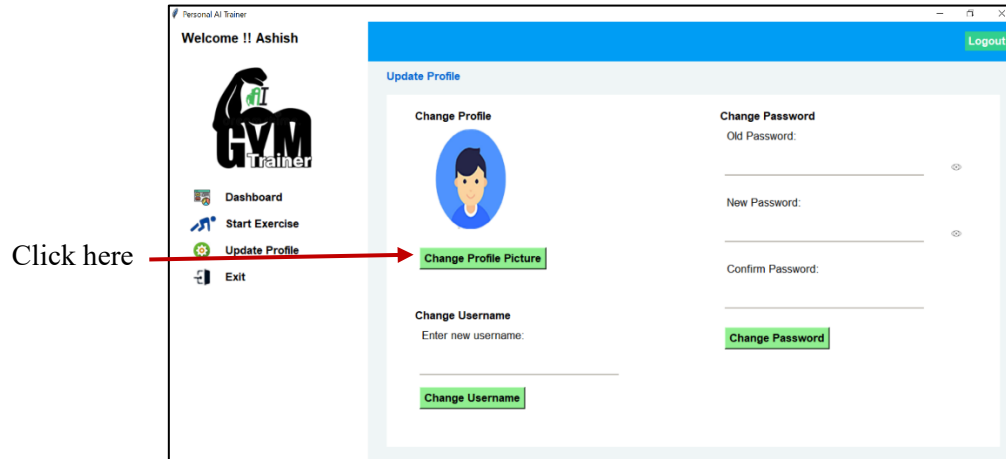 Personal AI Trainer
Welcome !! Ashish
Logout
AI
GYM
Trainer
Dashboard
Start Exercise
Update Profile
Exit
Click here
Update Profile
Change Profile
Change Profile Picture
Change Username
Enter new username:
Change Username
Change Password
Old Password:
New Password:
Confirm Password:
Change Password